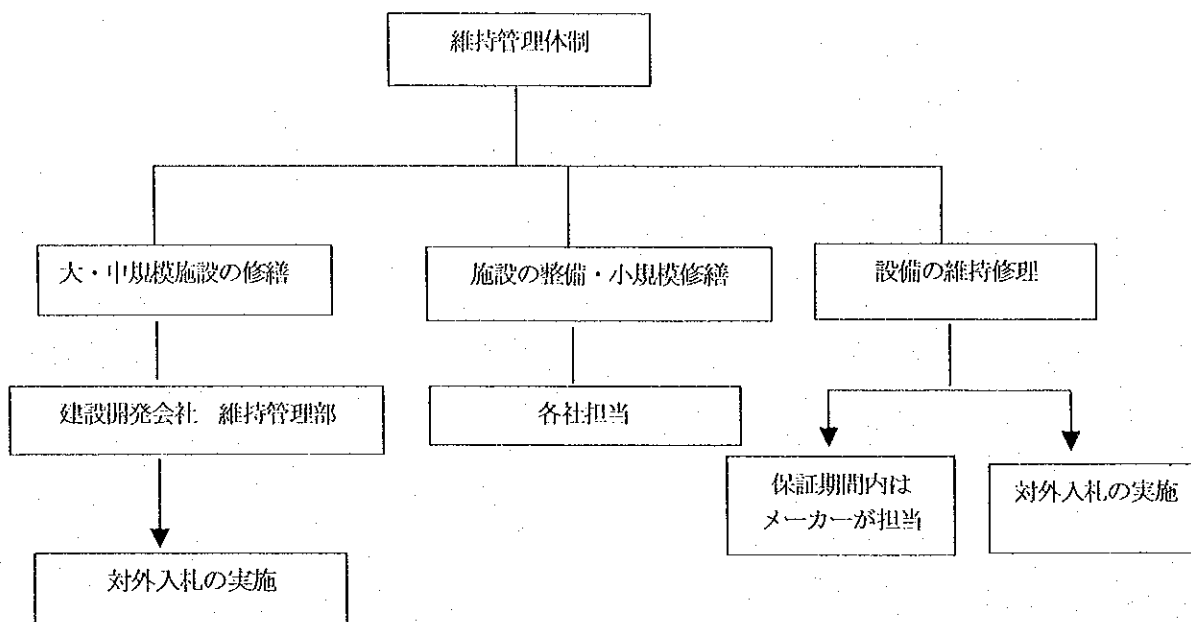 維持管理体制
大・中規模施設の修繕
施設の整備・小規模修繕
設備の維持修理
建設開発会社　維持管理部
各社担当
保証期間内は
メーカーが担当
対外入札の実施
対外入札の実施